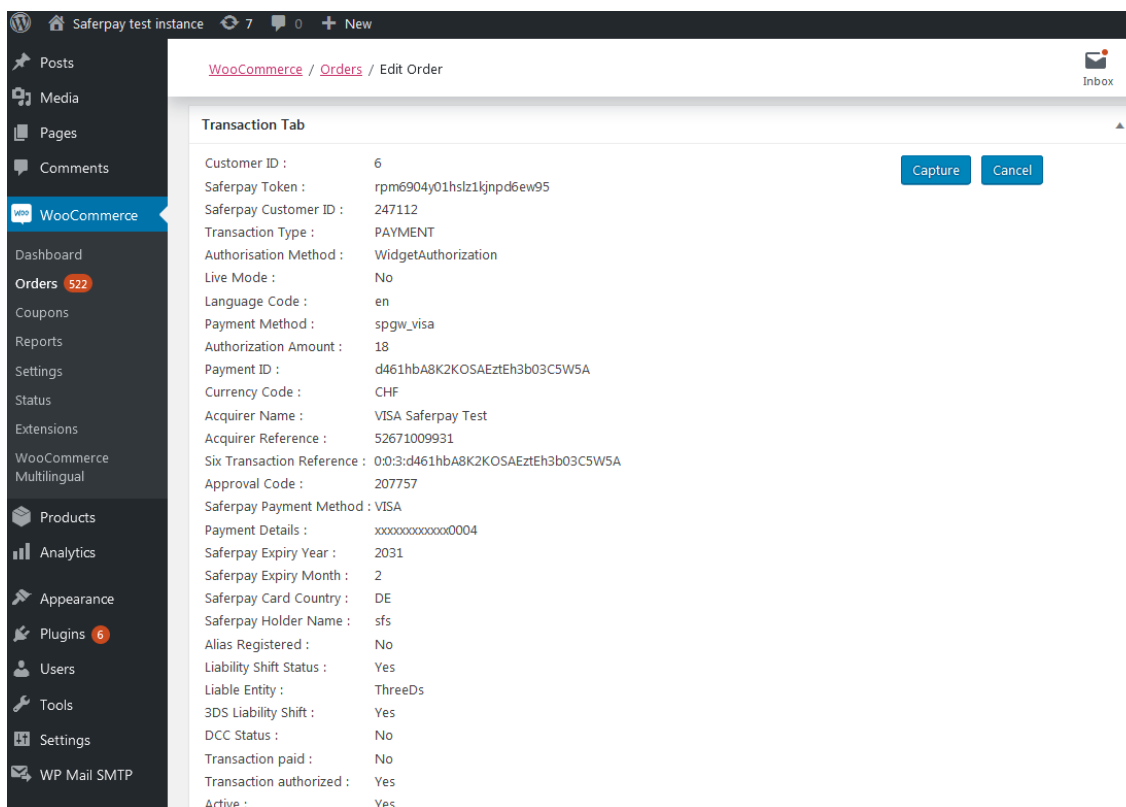 Saferpay test instance 7 0 + New
Posts
Media
Pages
Comments
WooCommerce
Dashboard
Orders 522
Coupons
Reports
Settings
Status
Extensions
WooCommerce
Multilingual
Products
Analytics
Appearance
Plugins 6
Users
Tools
Settings
WP Mail SMTP
WooCommerce / Orders / Edit Order
Inbox
Transaction Tab
Customer ID : 6
Capture Cancel
Saferpay Token : rpm6904y01hslz1kjnpd6ew95
Saferpay Customer ID : 247112
Transaction Type : PAYMENT
Authorisation Method : WidgetAuthorization
Live Mode : No
Language Code : en
Payment Method : spgw_visa
Authorization Amount : 18
Payment ID : d461hbA8K2KOSAEztEh3b03C5W5A
Currency Code : CHF
Acquirer Name : VISA Saferpay Test
Acquirer Reference : 52671009931
Six Transaction Reference : 0:0:3:d461hbA8K2KOSAEztEh3b03C5W5A
Approval Code : 207757
Saferpay Payment Method : VISA
Payment Details : xxxxxxxxxxxx0004
Saferpay Expiry Year : 2031
Saferpay Expiry Month : 2
Saferpay Card Country : DE
Saferpay Holder Name : sfs
Alias Registered : No
Liability Shift Status : Yes
Liable Entity : ThreeDs
3DS Liability Shift : Yes
DCC Status : No
Transaction paid : No
Transaction authorized : Yes
Active : Yes